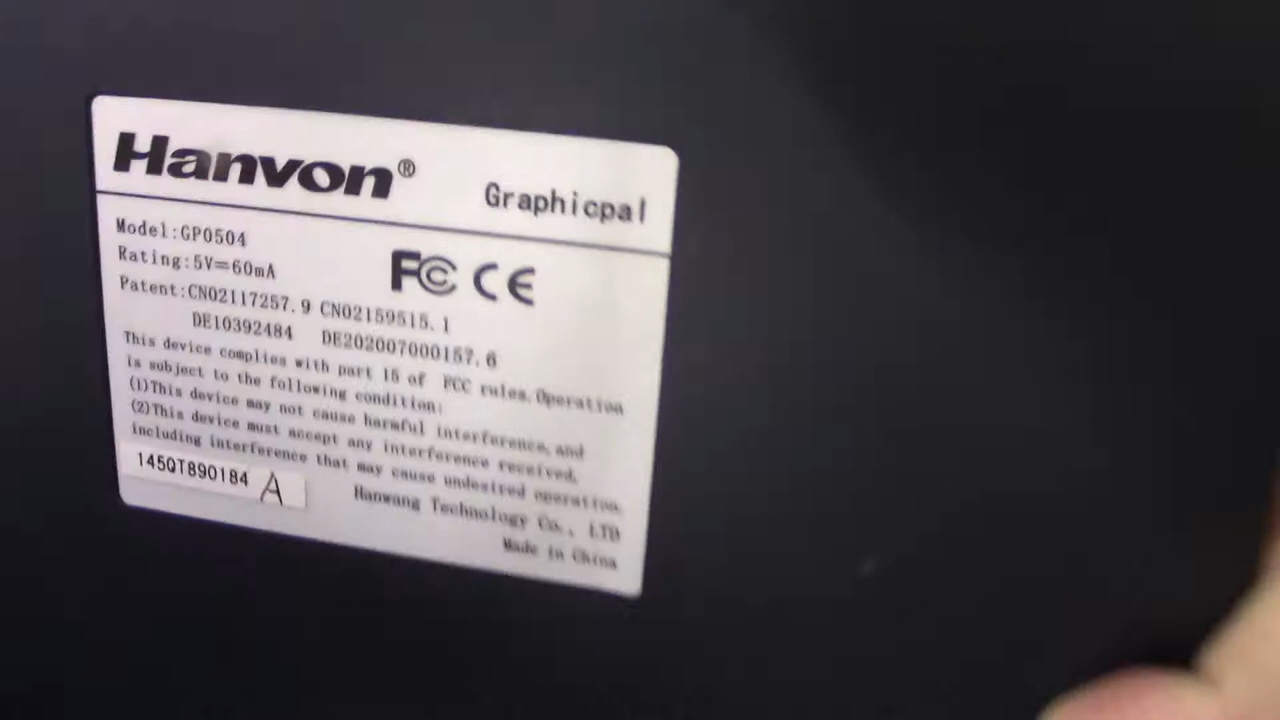 Hanvon® Graphicpal
Model:GP0504
Rating:5V⎓60mA
FC CE
Patent:CN02117257.9 CN02159515.1
DE10392484 DE202007000157.6
This device complies with part 15 of FCC rules.Operation
is subject to the following condition:
(1)This device may not cause harmful interference,and
(2)This device must accept any interference received,
including interference that may cause undesired operation.
145QT890184 A
Hanwang Technology Co., LTD
Made in China